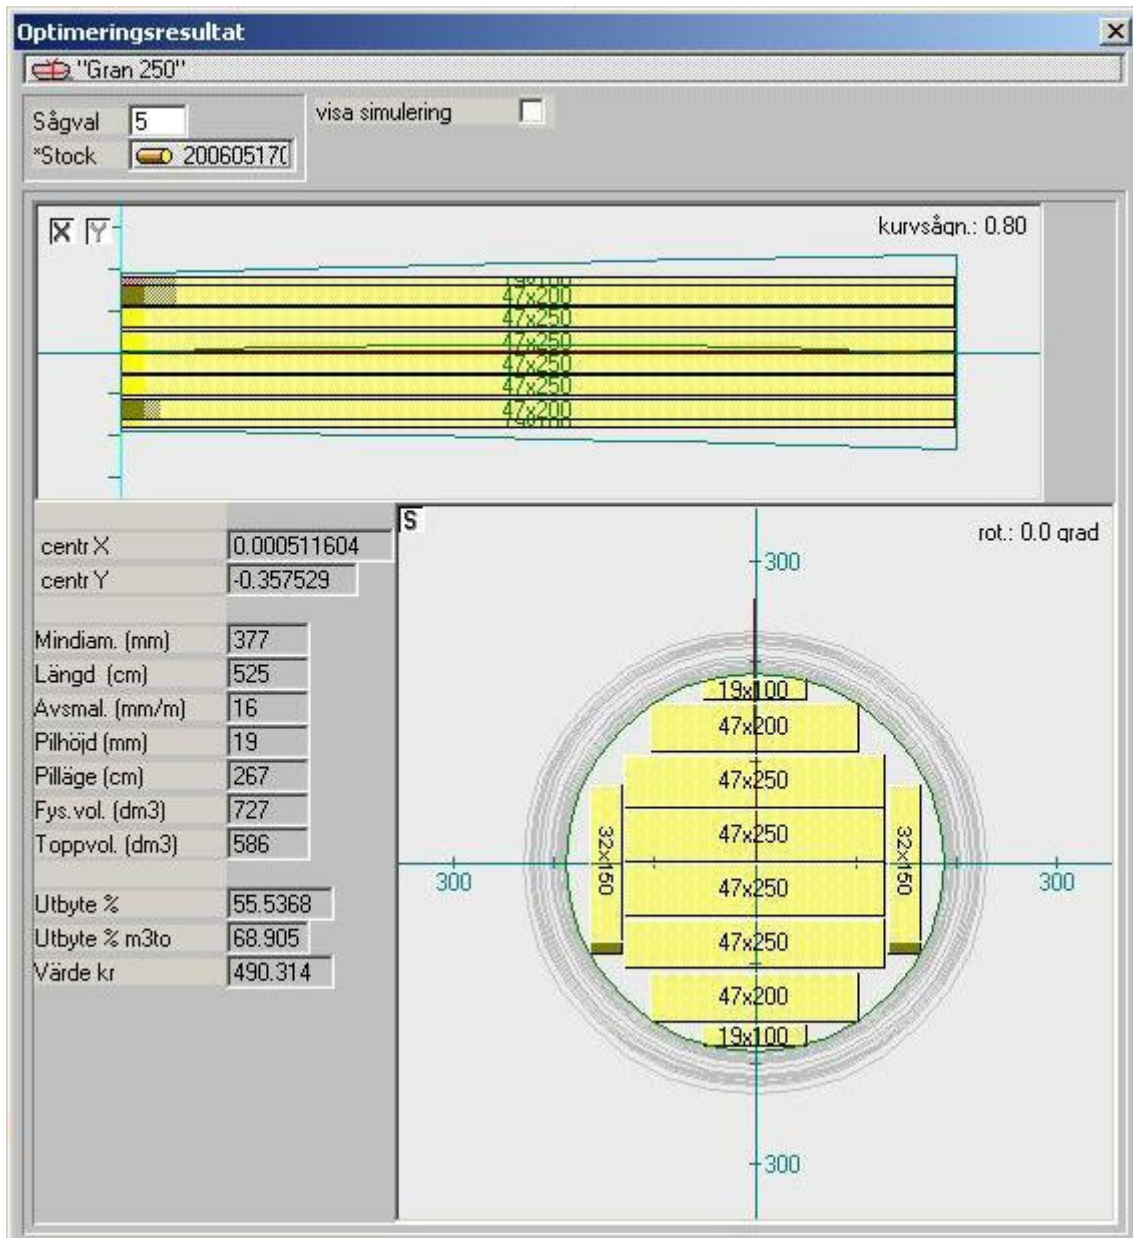 Optimeringsresultat
"Gran 250"
Sågval 5
visa simulering
*Stock 200605170
X Y
kurvsågn.: 0.80
19x100
47x200
47x250
47x250
47x250
47x250
47x200
19x100
centr X 0.000511604
centr Y -0.357529
Mindiam. (mm) 377
Längd (cm) 525
Avsmal. (mm/m) 16
Pilhöjd (mm) 19
Pilläge (cm) 267
Fys.vol. (dm3) 727
Toppvol. (dm3) 586
Utbyte % 55.5368
Utbyte % m3to 68.905
Värde kr 490.314
S
rot.: 0.0 grad
300
19x100
47x200
47x250
47x250
32x150
32x150
300
300
47x250
47x250
47x200
19x100
300